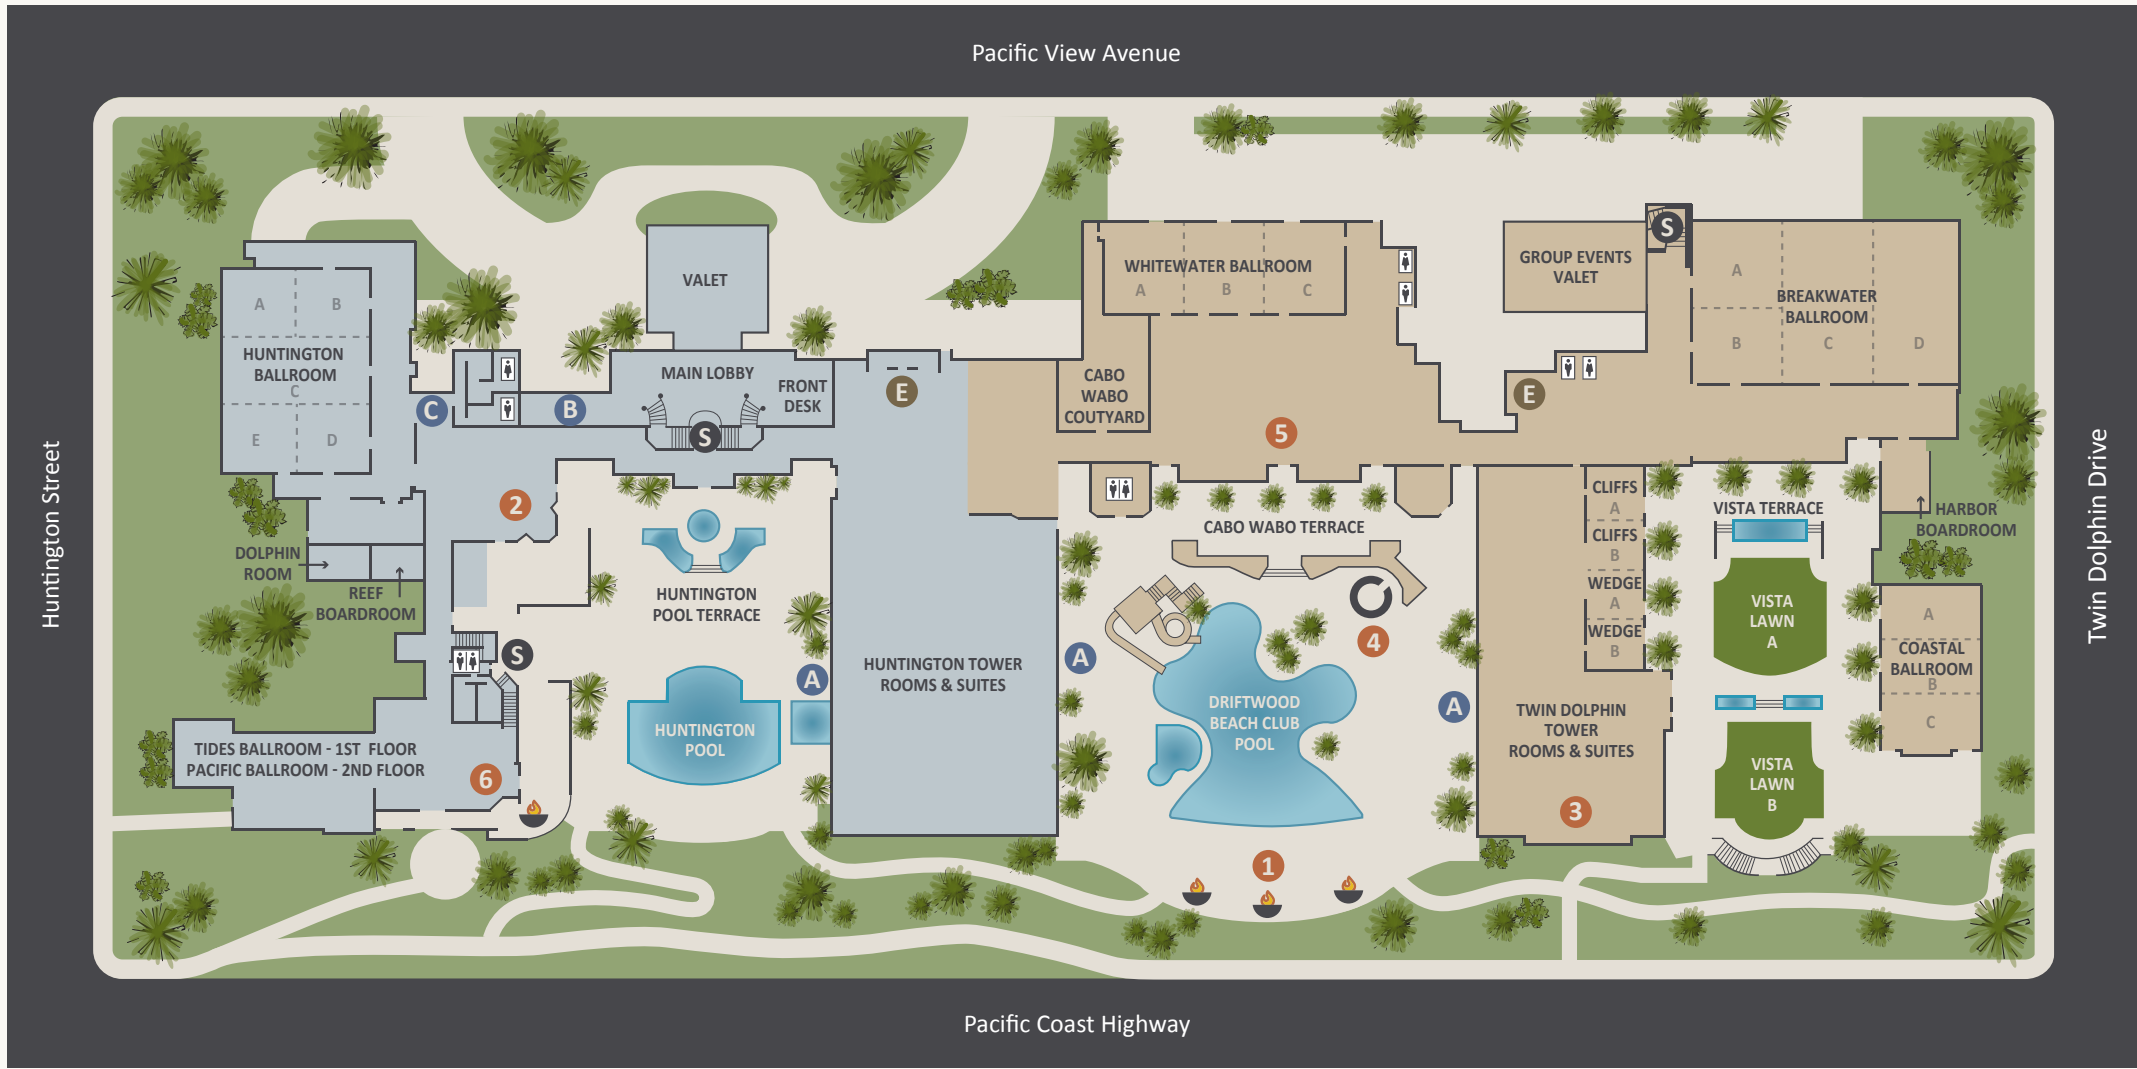 Pacific View Avenue
Huntington Street
Twin Dolphin Drive
Pacific Coast Highway
A
B
HUNTINGTON
BALLROOM
C
E
D
DOLPHIN
ROOM
REEF
BOARDROOM
TIDES BALLROOM - 1ST FLOOR
PACIFIC BALLROOM - 2ND FLOOR
6
S
2
C
B
VALET
MAIN LOBBY
FRONT
DESK
S
E
HUNTINGTON
POOL TERRACE
HUNTINGTON
POOL
A
HUNTINGTON TOWER
ROOMS & SUITES
WHITEWATER BALLROOM
A
B
C
CABO
WABO
COUTYARD
5
CABO WABO TERRACE
4
A
DRIFTWOOD
BEACH CLUB
POOL
A
1
GROUP EVENTS
VALET
S
E
A
BREAKWATER
BALLROOM
B
C
D
CLIFFS
A
CLIFFS
B
WEDGE
A
WEDGE
B
TWIN DOLPHIN
TOWER
ROOMS & SUITES
3
VISTA TERRACE
VISTA
LAWN
A
VISTA
LAWN
B
HARBOR
BOARDROOM
A
COASTAL
BALLROOM
B
C